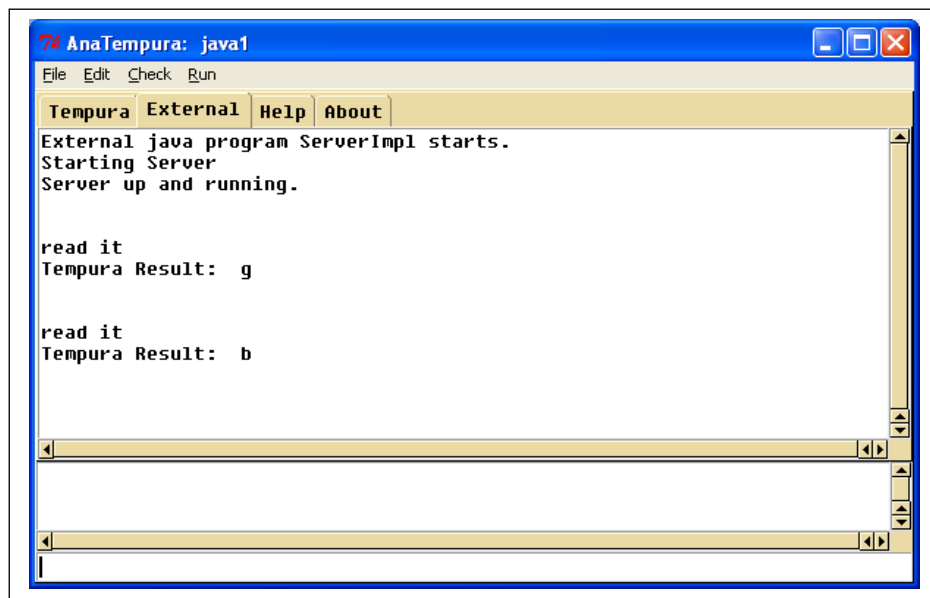 AnaTempura: java1
File Edit Check Run
Tempura External Help About
External java program ServerImpl starts.
Starting Server
Server up and running.
read it
Tempura Result: g
read it
Tempura Result: b